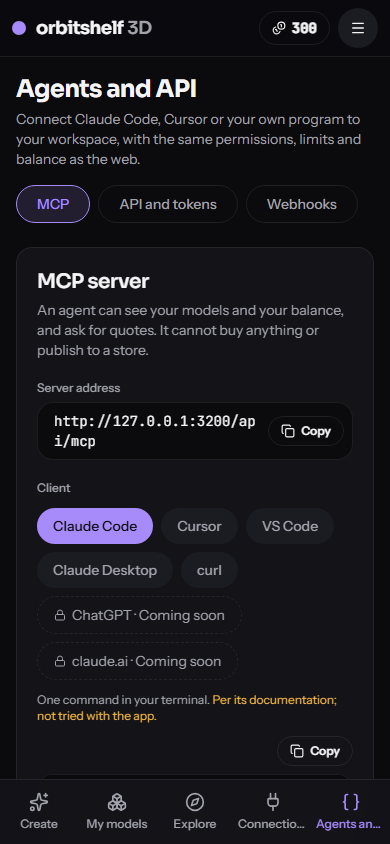 orbitshelf 3D
300
Agents and API
Connect Claude Code, Cursor or your own program to
your workspace, with the same permissions, limits and
balance as the web.
MCP
API and tokens
Webhooks
MCP server
An agent can see your models and your balance,
and ask for quotes. It cannot buy anything or
publish to a store.
Server address
http://127.0.0.1:3200/ap
i/mcp
Copy
Client
Claude Code
Cursor
VS Code
Claude Desktop
curl
ChatGPT · Coming soon
claude.ai · Coming soon
One command in your terminal. Per its documentation;
not tried with the app.
Copy
Create
My models
Explore
Connectio...
Agents an...